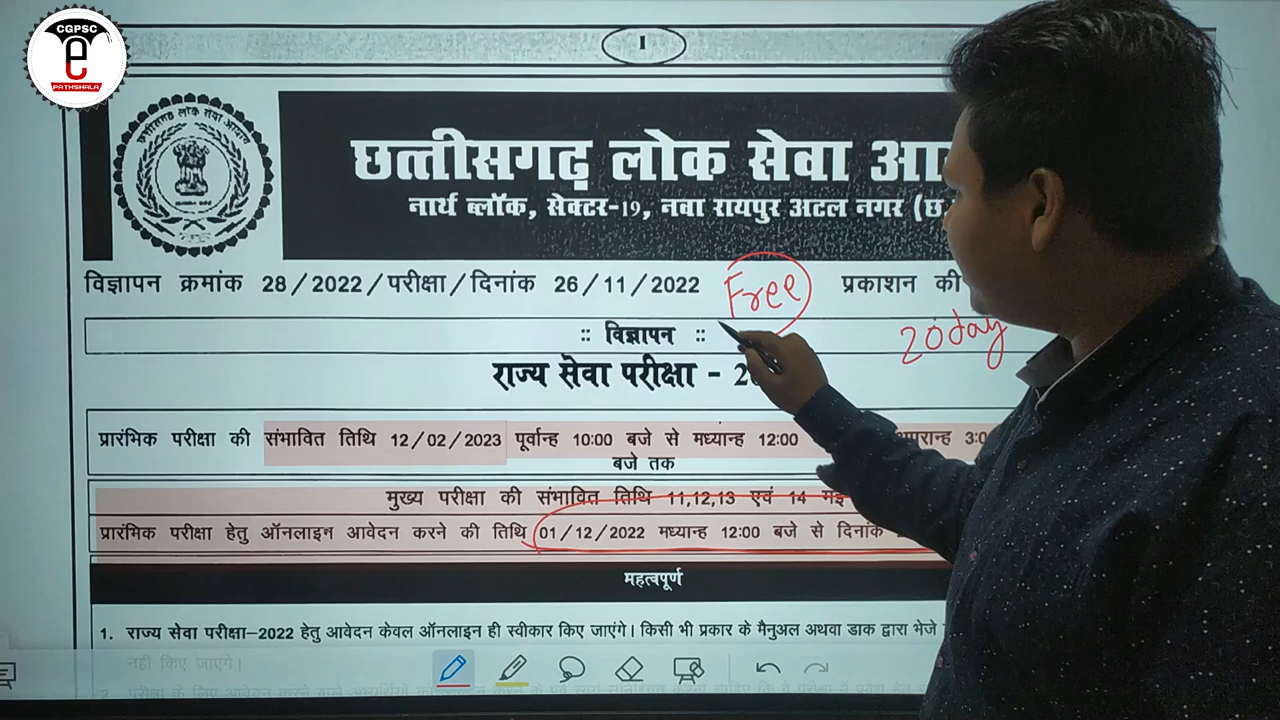 CGPSC
e
PATHSHALA
1
छत्तीसगढ़ लोक सेवा
नार्थ ब्लॉक, सेक्टर-19, नवा रायपुर अटल नगर (छ
विज्ञापन क्रमांक 28/2022/परीक्षा/दिनांक 26/11/2022 Free प्रकाशन की
20 day
:: विज्ञापन ::
राज्य सेवा परीक्षा -
प्रारंभिक परीक्षा की संभावित तिथि 12/02/2023 पूर्वान्ह 10:00 बजे से मध्यान्ह 12:00
बजे तक
मुख्य परीक्षा की संभावित तिथि 11,12,13 एवं 14 मई
प्रारंभिक परीक्षा हेतु ऑनलाइन आवेदन करने की तिथि 01/12/2022 मध्यान्ह 12:00 बजे से दिनांक
महत्वपूर्ण
1. राज्य सेवा परीक्षा-2022 हेतु आवेदन केवल ऑनलाइन ही स्वीकार किए जाएंगे। किसी भी प्रकार के मैनुअल अथवा डाक द्वारा भेजे
नहीं किए जाएंगे।